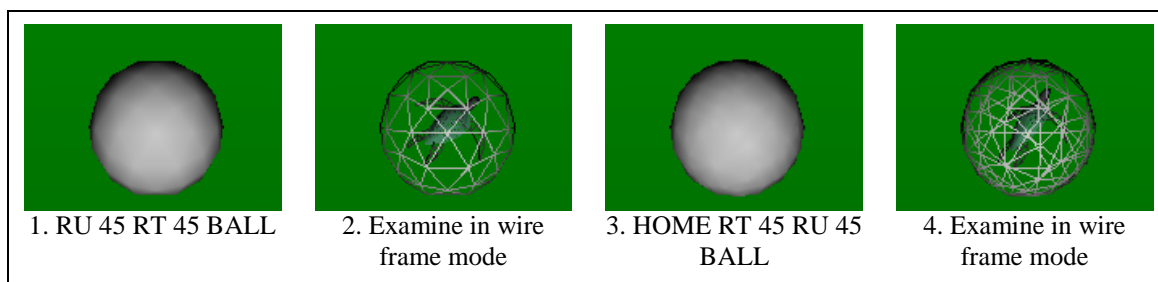 1. RU 45 RT 45 BALL
2. Examine in wire
frame mode
3. HOME RT 45 RU 45
BALL
4. Examine in wire
frame mode